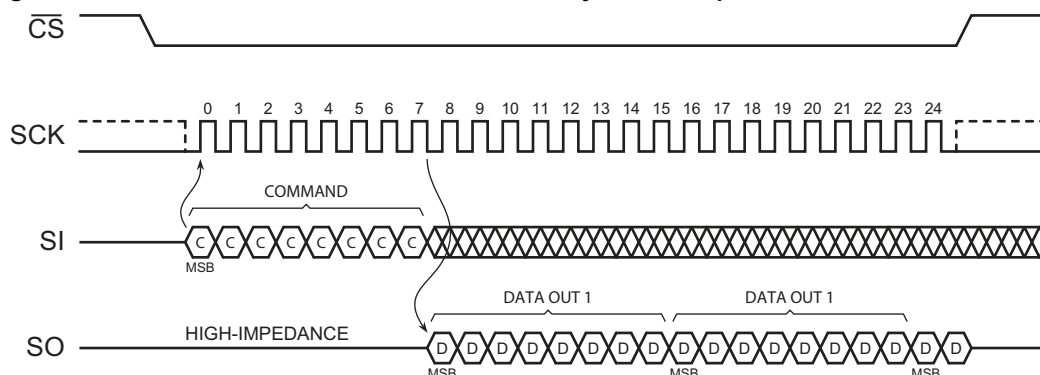 CS
0 1 2 3 4 5 6 7 8 9 10 11 12 13 14 15 16 17 18 19 20 21 22 23 24
SCK
COMMAND
SI
C C C C C C C C
MSB
DATA OUT 1 DATA OUT 1
HIGH-IMPEDANCE
SO
D D D D D D D D D D D D D D D D D D
MSB MSB MSB